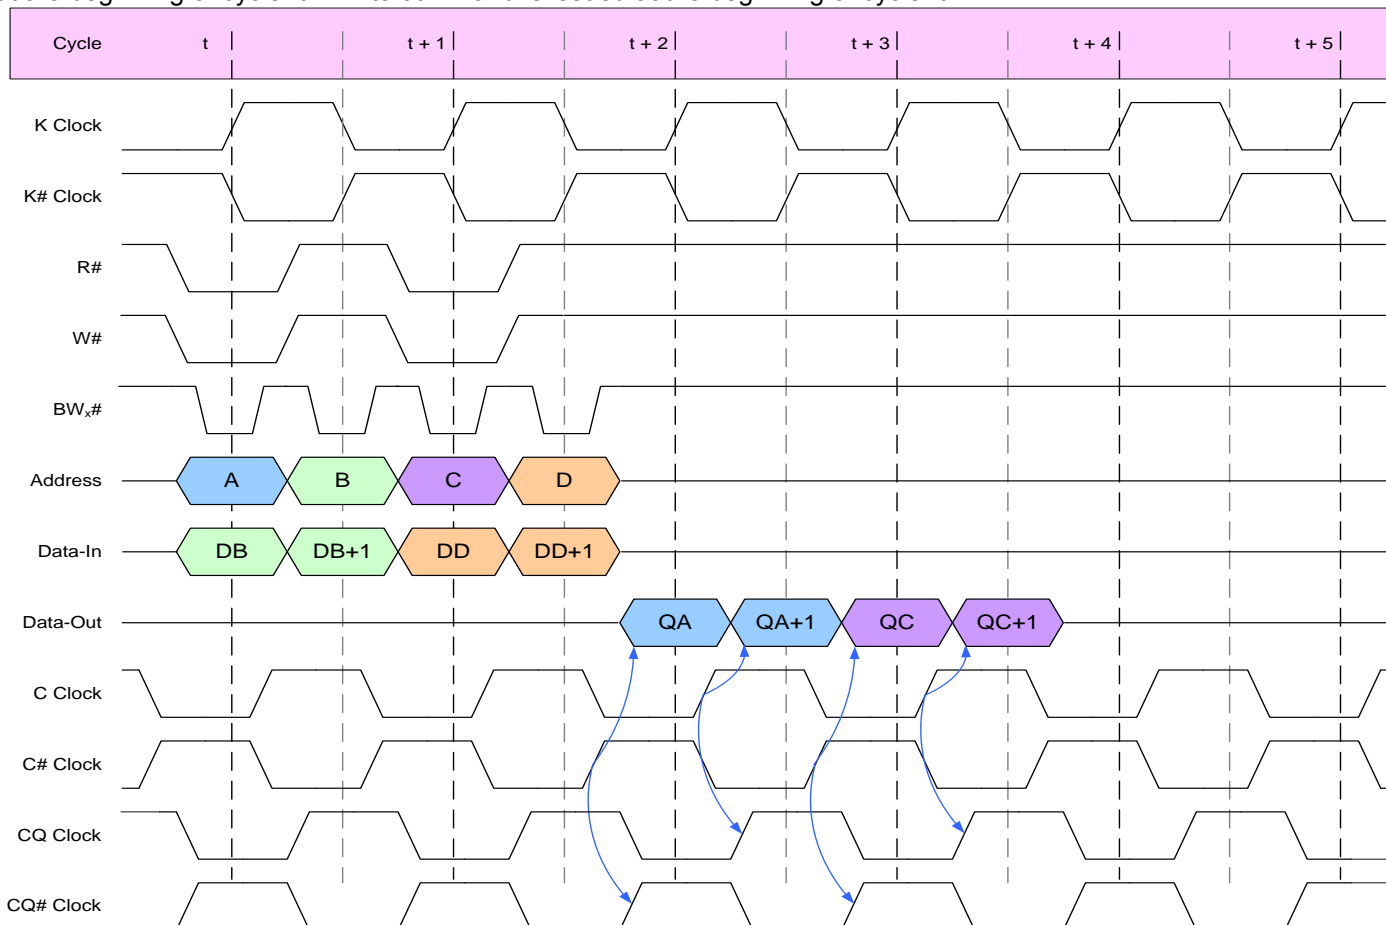 Cycle t t + 1 t + 2 t + 3 t + 4 t + 5
K Clock
K# Clock
R#
W#
BWx#
Address A B C D
Data-In DB DB+1 DD DD+1
Data-Out QA QA+1 QC QC+1
C Clock
C# Clock
CQ Clock
CQ# Clock